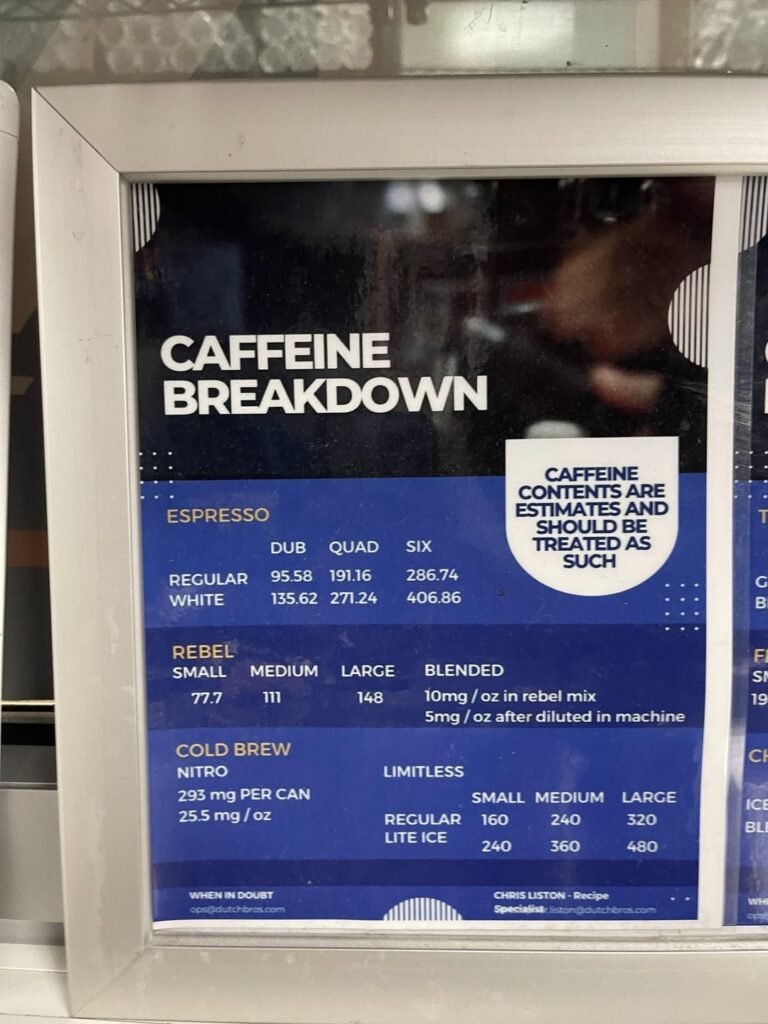 CAFFEINE
BREAKDOWN
CAFFEINE
CONTENTS ARE
ESTIMATES AND
SHOULD BE
TREATED AS
SUCH
ESPRESSO
DUB QUAD SIX
REGULAR 95.58 191.16 286.74
WHITE 135.62 271.24 406.86
REBEL
SMALL MEDIUM LARGE BLENDED
77.7 111 148 10mg / oz in rebel mix
5mg / oz after diluted in machine
COLD BREW
NITRO LIMITLESS
293 mg PER CAN
25.5 mg / oz
SMALL MEDIUM LARGE
REGULAR 160 240 320
LITE ICE 240 360 480
WHEN IN DOUBT
ops@dutchbros.com
CHRIS LISTON - Recipe
Specialist